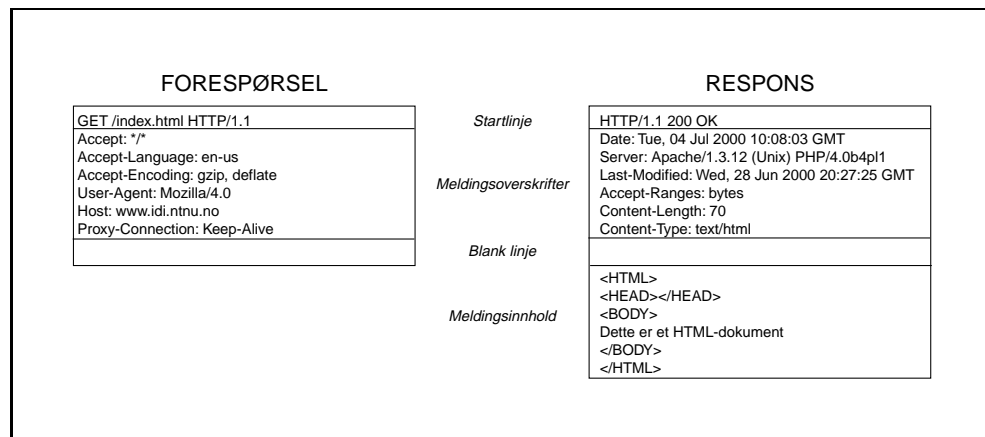 FORESPØRSEL
GET /index.html HTTP/1.1
Accept: */*
Accept-Language: en-us
Accept-Encoding: gzip, deflate
User-Agent: Mozilla/4.0
Host: www.idi.ntnu.no
Proxy-Connection: Keep-Alive
Startlinje
Meldingsoverskrifter
Blank linje
Meldingsinnhold
RESPONS
HTTP/1.1 200 OK
Date: Tue, 04 Jul 2000 10:08:03 GMT
Server: Apache/1.3.12 (Unix) PHP/4.0b4pl1
Last-Modified: Wed, 28 Jun 2000 20:27:25 GMT
Accept-Ranges: bytes
Content-Length: 70
Content-Type: text/html
<HTML>
<HEAD></HEAD>
<BODY>
Dette er et HTML-dokument
</BODY>
</HTML>